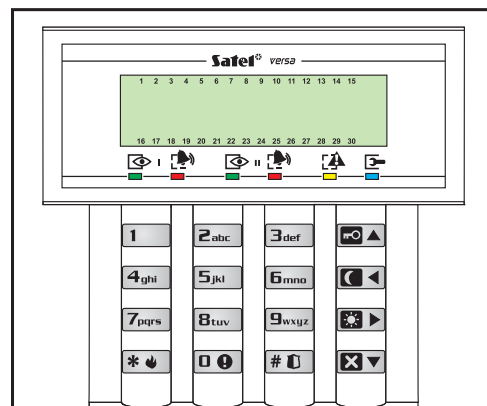 Satel versa
1 2 3 4 5 6 7 8 9 10 11 12 13 14 15
16 17 18 19 20 21 22 23 24 25 26 27 28 29 30
I II
1 2abc 3def
4ghi 5jkl 6mno
7pqrs 8tuv 9wxyz
* 0 #